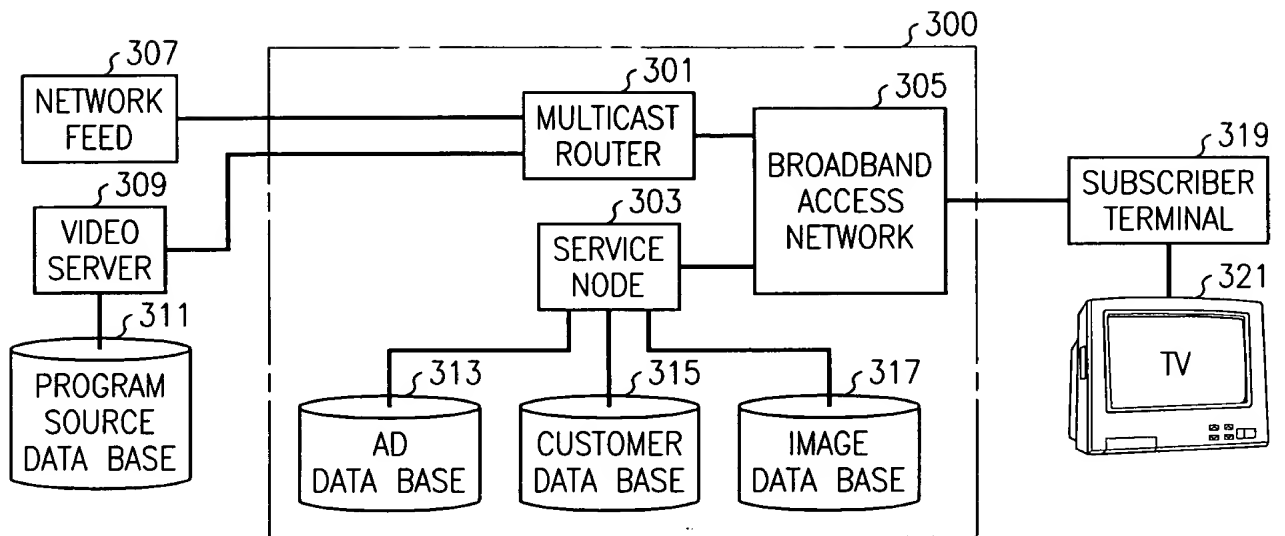 300
307
NETWORK
FEED
301
MULTICAST
ROUTER
305
BROADBAND
ACCESS
NETWORK
309
VIDEO
SERVER
303
SERVICE
NODE
319
SUBSCRIBER
TERMINAL
311
PROGRAM
SOURCE
DATA BASE
313
AD
DATA BASE
315
CUSTOMER
DATA BASE
317
IMAGE
DATA BASE
321
TV